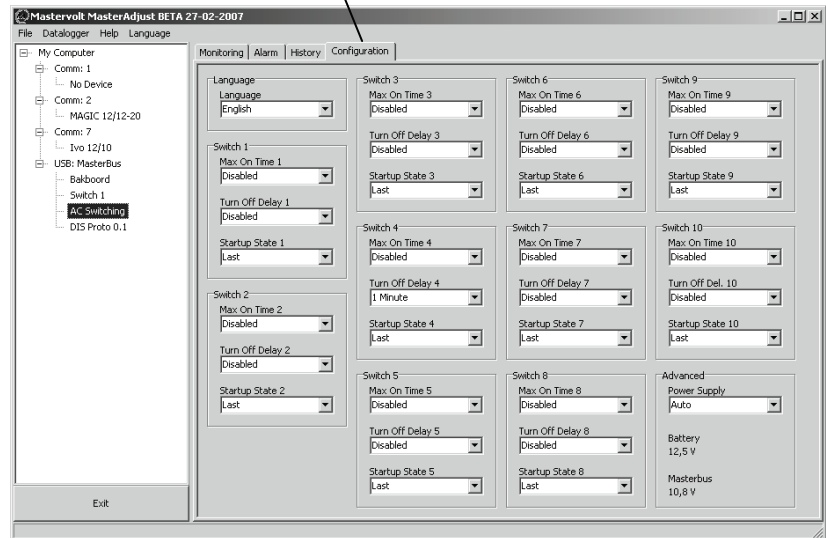 Mastervolt MasterAdjust BETA 27-02-2007
File Datalogger Help Language
My Computer
Comm: 1
No Device
Comm: 2
MAGIC 12/12-20
Comm: 7
Ivo 12/10
USB: MasterBus
Bakboord
Switch 1
AC Switching
DIS Proto 0.1
Exit
Monitoring Alarm History Configuration
Language
Language
English
Switch 1
Max On Time 1
Disabled
Turn Off Delay 1
Disabled
Startup State 1
Last
Switch 2
Max On Time 2
Disabled
Turn Off Delay 2
Disabled
Startup State 2
Last
Switch 3
Max On Time 3
Disabled
Turn Off Delay 3
Disabled
Startup State 3
Last
Switch 4
Max On Time 4
Disabled
Turn Off Delay 4
1 Minute
Startup State 4
Last
Switch 5
Max On Time 5
Disabled
Turn Off Delay 5
Disabled
Startup State 5
Last
Switch 6
Max On Time 6
Disabled
Turn Off Delay 6
Disabled
Startup State 6
Last
Switch 7
Max On Time 7
Disabled
Turn Off Delay 7
Disabled
Startup State 7
Last
Switch 8
Max On Time 8
Disabled
Turn Off Delay 8
Disabled
Startup State 8
Last
Switch 9
Max On Time 9
Disabled
Turn Off Delay 9
Disabled
Startup State 9
Last
Switch 10
Max On Time 10
Disabled
Turn Off Del. 10
Disabled
Startup State 10
Last
Advanced
Power Supply
Auto
Battery
12,5 V
Masterbus
10,8 V